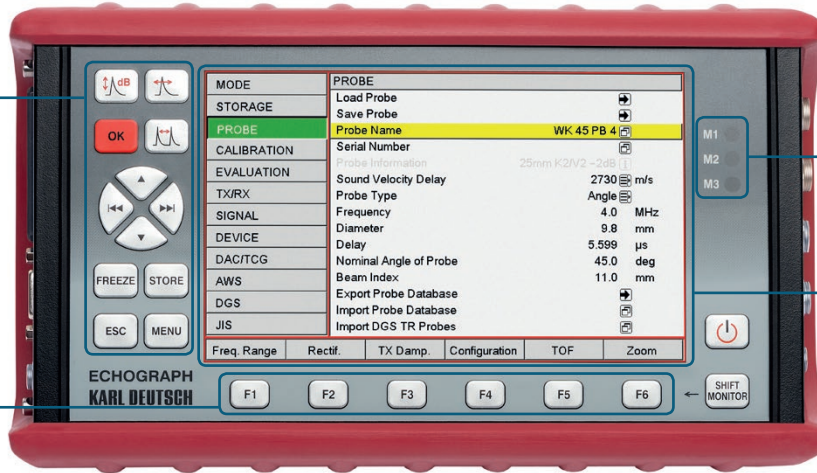 dB
OK
FREEZE STORE
ESC MENU
ECHOGRAPH
KARL DEUTSCH
MODE
STORAGE
PROBE
CALIBRATION
EVALUATION
TX/RX
SIGNAL
DEVICE
DAC/TCG
AWS
DGS
JIS
PROBE
Load Probe
Save Probe
Probe Name WK 45 PB 4
Serial Number
Probe Information 25mm K2/V2 -2dB
Sound Velocity Delay 2730 m/s
Probe Type Angle
Frequency 4.0 MHz
Diameter 9.8 mm
Delay 5.599 µs
Nominal Angle of Probe 45.0 deg
Beam Index 11.0 mm
Export Probe Database
Import Probe Database
Import DGS TR Probes
Freq. Range Rectif. TX Damp. Configuration TOF Zoom
F1 F2 F3 F4 F5 F6
M1
M2
M3
SHIFT
MONITOR